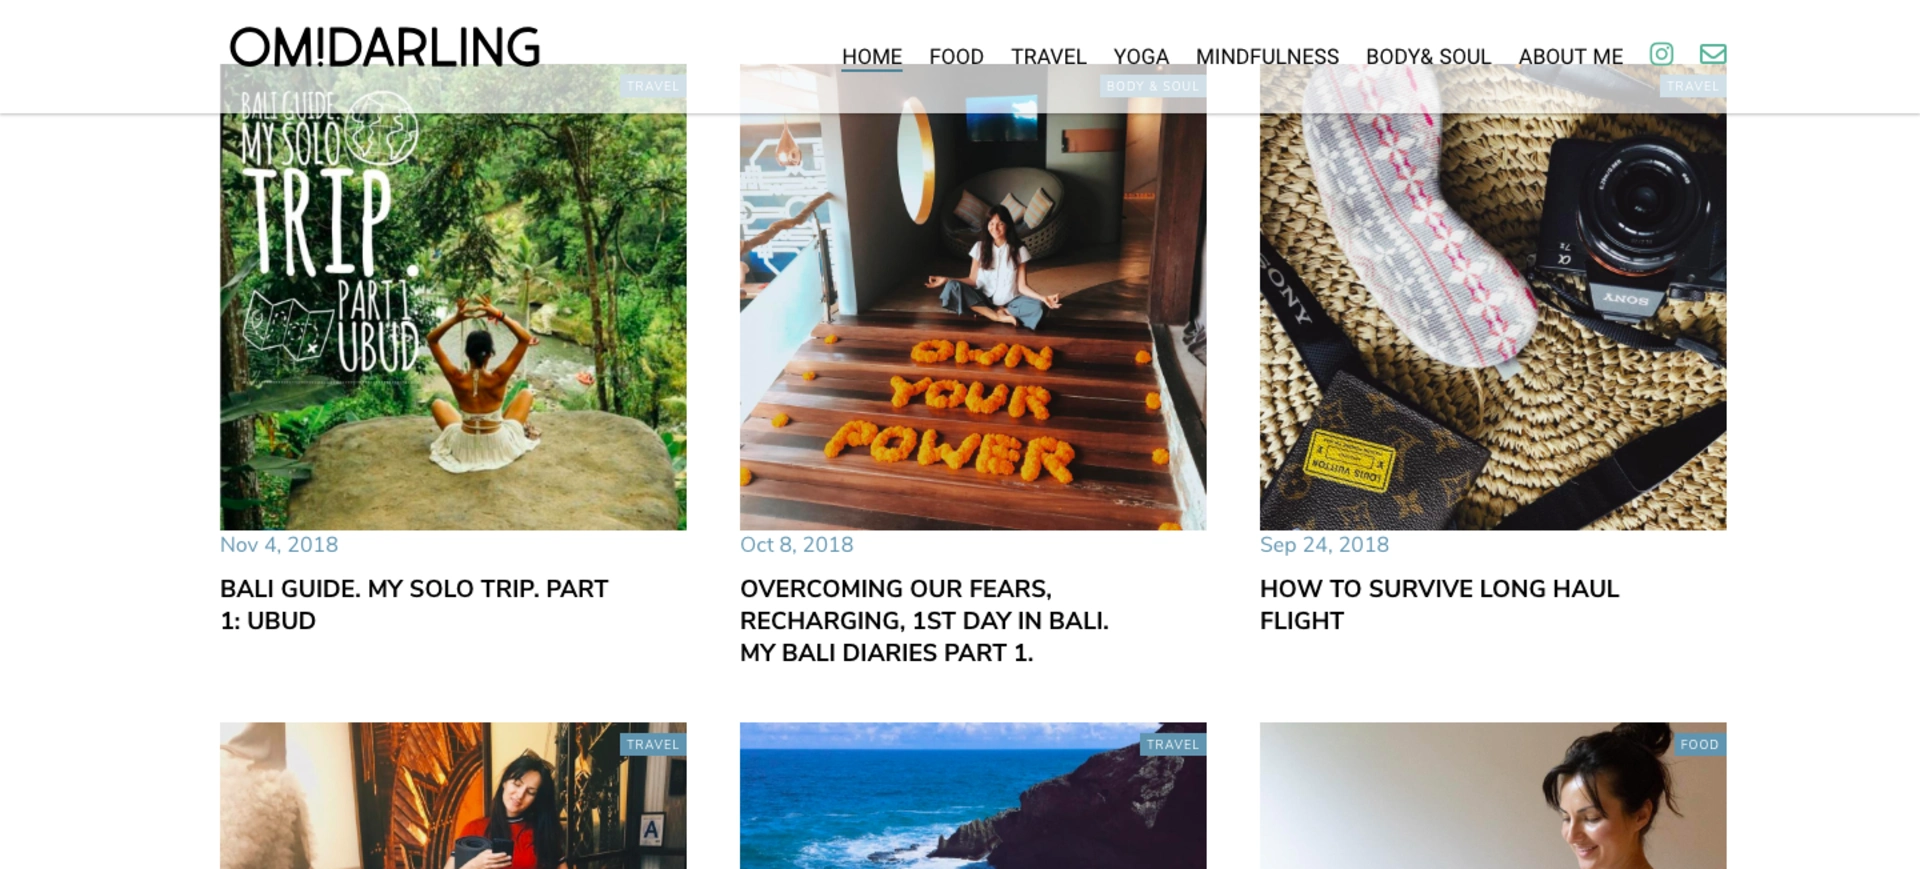 OM!DARLING
HOME FOOD TRAVEL YOGA MINDFULNESS BODY& SOUL ABOUT ME
TRAVEL
BALI GUIDE.
MY SOLO
TRIP.
PART 1.
UBUD
Nov 4, 2018
BALI GUIDE. MY SOLO TRIP. PART
1: UBUD
BODY & SOUL
OWN
YOUR
POWER
Oct 8, 2018
OVERCOMING OUR FEARS,
RECHARGING, 1ST DAY IN BALI.
MY BALI DIARIES PART 1.
TRAVEL
SONY
SONY
LOUIS VUITTON
Sep 24, 2018
HOW TO SURVIVE LONG HAUL
FLIGHT
TRAVEL
A
TRAVEL
FOOD